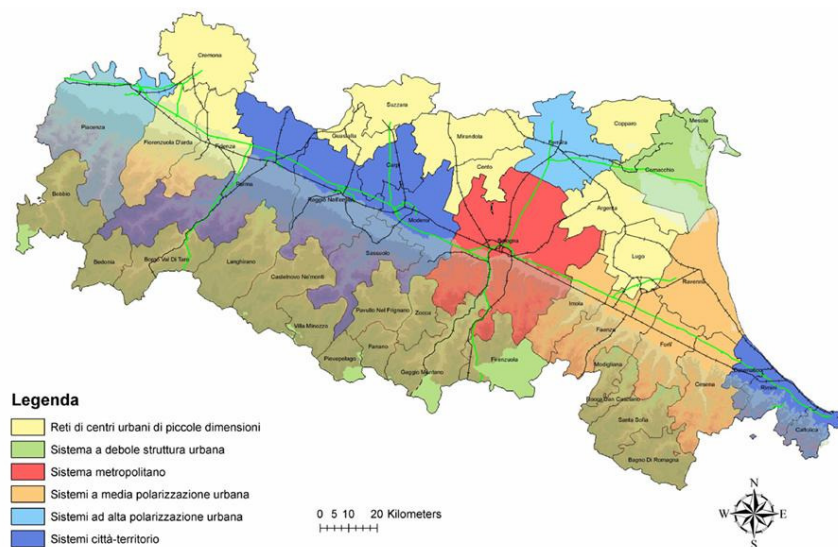 Cremona
Suzzara
Piacenza
Fiorenzuola D'arda
Fidenza
Guastalla
Mirandola
Copparo
Mesola
Ferrara
Comacchio
Carpi
Cento
Bobbio
Parma
Reggio Nell'emilia
Modena
Argenta
Bologna
Sassuolo
Lugo
Ravenna
Bedonia
Borgo Val Di Taro
Langhirano
Castelnovo Ne'monti
Imola
Faenza
Forlì
Villa Minozzo
Pavullo Nel Frignano
Zocca
Fanano
Pievepelago
Gaggio Montano
Firenzuola
Modigliana
Cesena
Rimini
Cattolica
Rocca San Casciano
Santa Sofia
Bagno Di Romagna
Legenda
Reti di centri urbani di piccole dimensioni
Sistema a debole struttura urbana
Sistema metropolitano
Sistemi a media polarizzazione urbana
Sistemi ad alta polarizzazione urbana
Sistemi città-territorio
0 5 10 20 Kilometers
N
W E
S